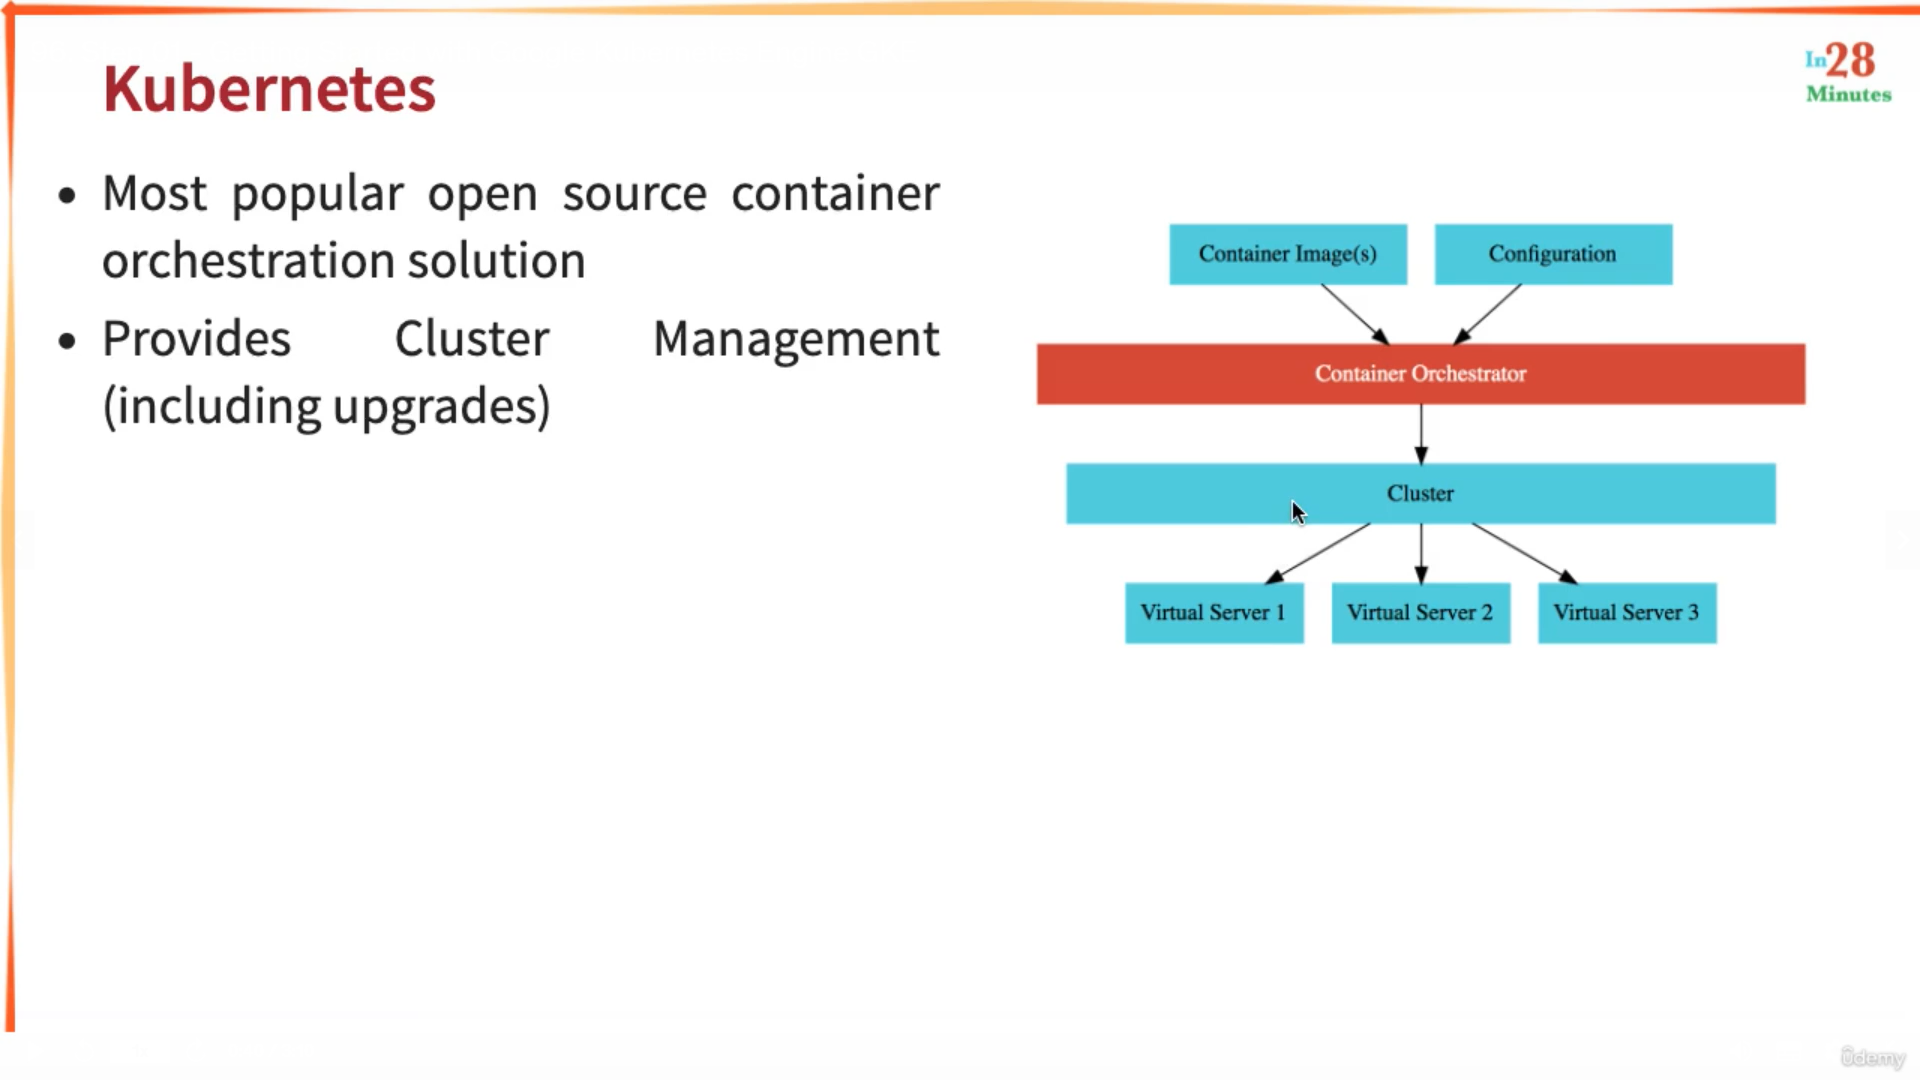 Kubernetes
In28
Minutes
• Most popular open source container
orchestration solution
• Provides Cluster Management
(including upgrades)
Container Image(s)
Configuration
Container Orchestrator
Cluster
Virtual Server 1
Virtual Server 2
Virtual Server 3
ûdemy